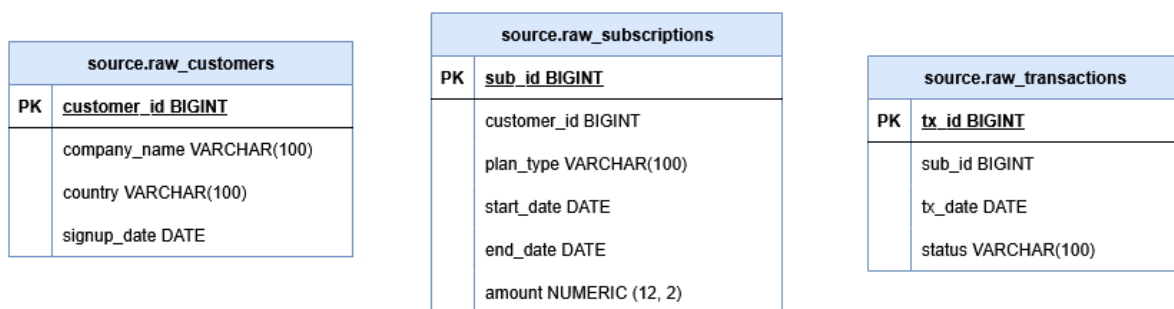 source.raw_customers
PK customer_id BIGINT
company_name VARCHAR(100)
country VARCHAR(100)
signup_date DATE
source.raw_subscriptions
PK sub_id BIGINT
customer_id BIGINT
plan_type VARCHAR(100)
start_date DATE
end_date DATE
amount NUMERIC (12, 2)
source.raw_transactions
PK tx_id BIGINT
sub_id BIGINT
tx_date DATE
status VARCHAR(100)